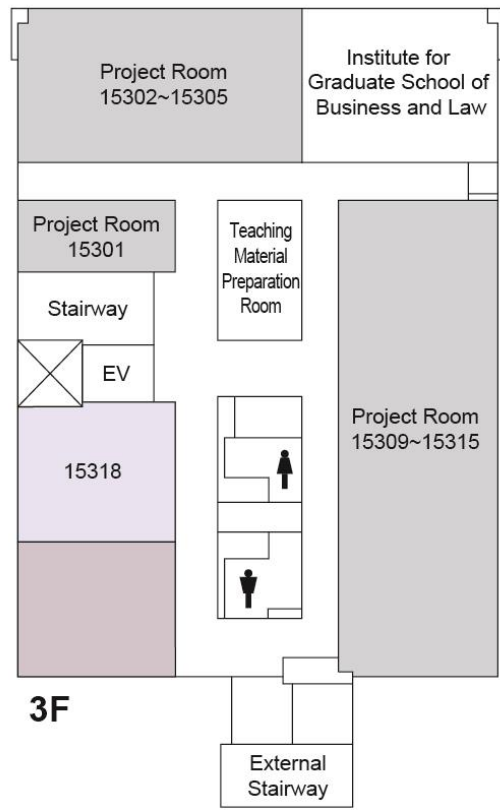 Project Room
15302~15305
Institute for
Graduate School of
Business and Law
Project Room
15301
Teaching
Material
Preparation
Room
Stairway
EV
Project Room
15309~15315
15318
3F
External
Stairway